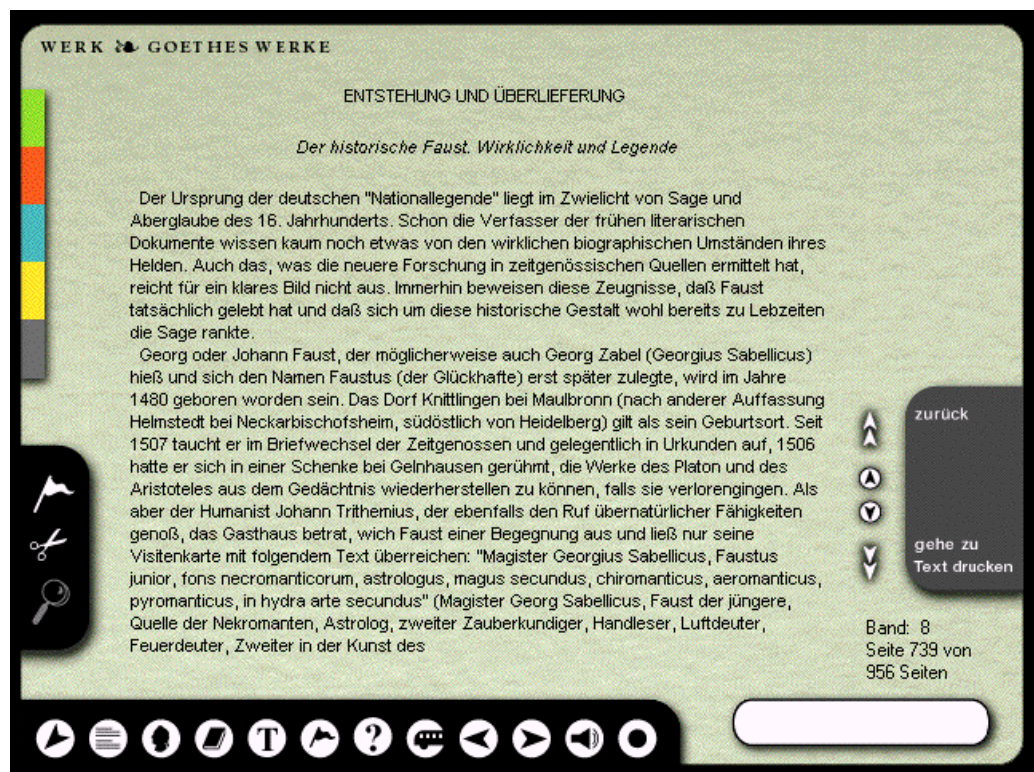 WERK ❧ GOETHES WERKE
ENTSTEHUNG UND ÜBERLIEFERUNG
Der historische Faust. Wirklichkeit und Legende
Der Ursprung der deutschen "Nationallegende" liegt im Zwielicht von Sage und
Aberglaube des 16. Jahrhunderts. Schon die Verfasser der frühen literarischen
Dokumente wissen kaum noch etwas von den wirklichen biographischen Umständen ihres
Helden. Auch das, was die neuere Forschung in zeitgenössischen Quellen ermittelt hat,
reicht für ein klares Bild nicht aus. Immerhin beweisen diese Zeugnisse, daß Faust
tatsächlich gelebt hat und daß sich um diese historische Gestalt wohl bereits zu Lebzeiten
die Sage rankte.
Georg oder Johann Faust, der möglicherweise auch Georg Zabel (Georgius Sabellicus)
hieß und sich den Namen Faustus (der Glückhafte) erst später zulegte, wird im Jahre
1480 geboren worden sein. Das Dorf Knittlingen bei Maulbronn (nach anderer Auffassung
Helmstedt bei Neckarbischofsheim, südöstlich von Heidelberg) gilt als sein Geburtsort. Seit
1507 taucht er im Briefwechsel der Zeitgenossen und gelegentlich in Urkunden auf, 1506
hatte er sich in einer Schenke bei Gelnhausen gerühmt, die Werke des Platon und des
Aristoteles aus dem Gedächtnis wiederherstellen zu können, falls sie verlorengingen. Als
aber der Humanist Johann Trithemius, der ebenfalls den Ruf übernatürlicher Fähigkeiten
genoß, das Gasthaus betrat, wich Faust einer Begegnung aus und ließ nur seine
Visitenkarte mit folgendem Text überreichen: "Magister Georgius Sabellicus, Faustus
junior, fons necromanticorum, astrologus, magus secundus, chiromanticus, aeromanticus,
pyromanticus, in hydra arte secundus" (Magister Georg Sabellicus, Faust der jüngere,
Quelle der Nekromanten, Astrolog, zweiter Zauberkundiger, Handleser, Luftdeuter,
Feuerdeuter, Zweiter in der Kunst des
zurück
gehe zu
Text drucken
Band: 8
Seite 739 von
956 Seiten
T ?